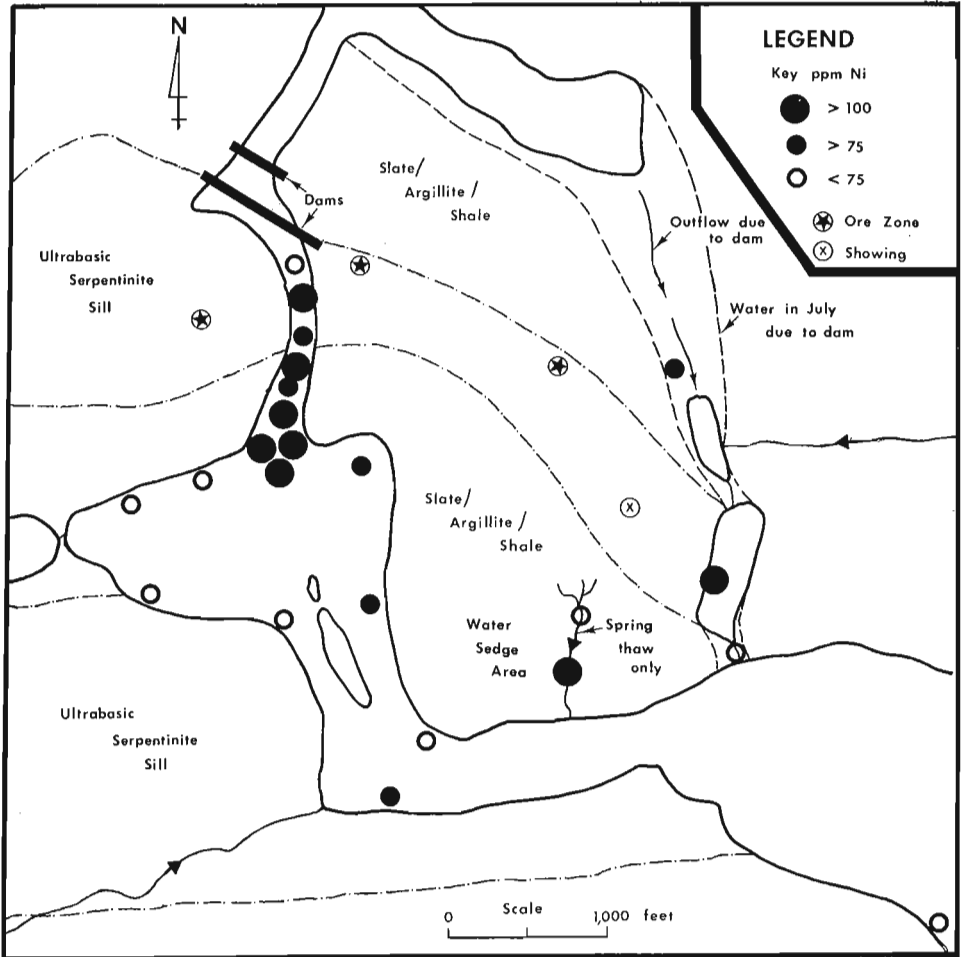 N
LEGEND
Key ppm Ni
> 100
> 75
< 75
Ore Zone
Showing
Slate/
Argillite/
Shale
Dams
Outflow due
to dam
Ultrabasic
Serpentinite
Sill
Water in July
due to dam
Slate/
Argillite/
Shale
x
Water
Sedge
Area
Spring
thaw
only
Ultrabasic
Serpentinite
Sill
Scale
0 1,000 feet